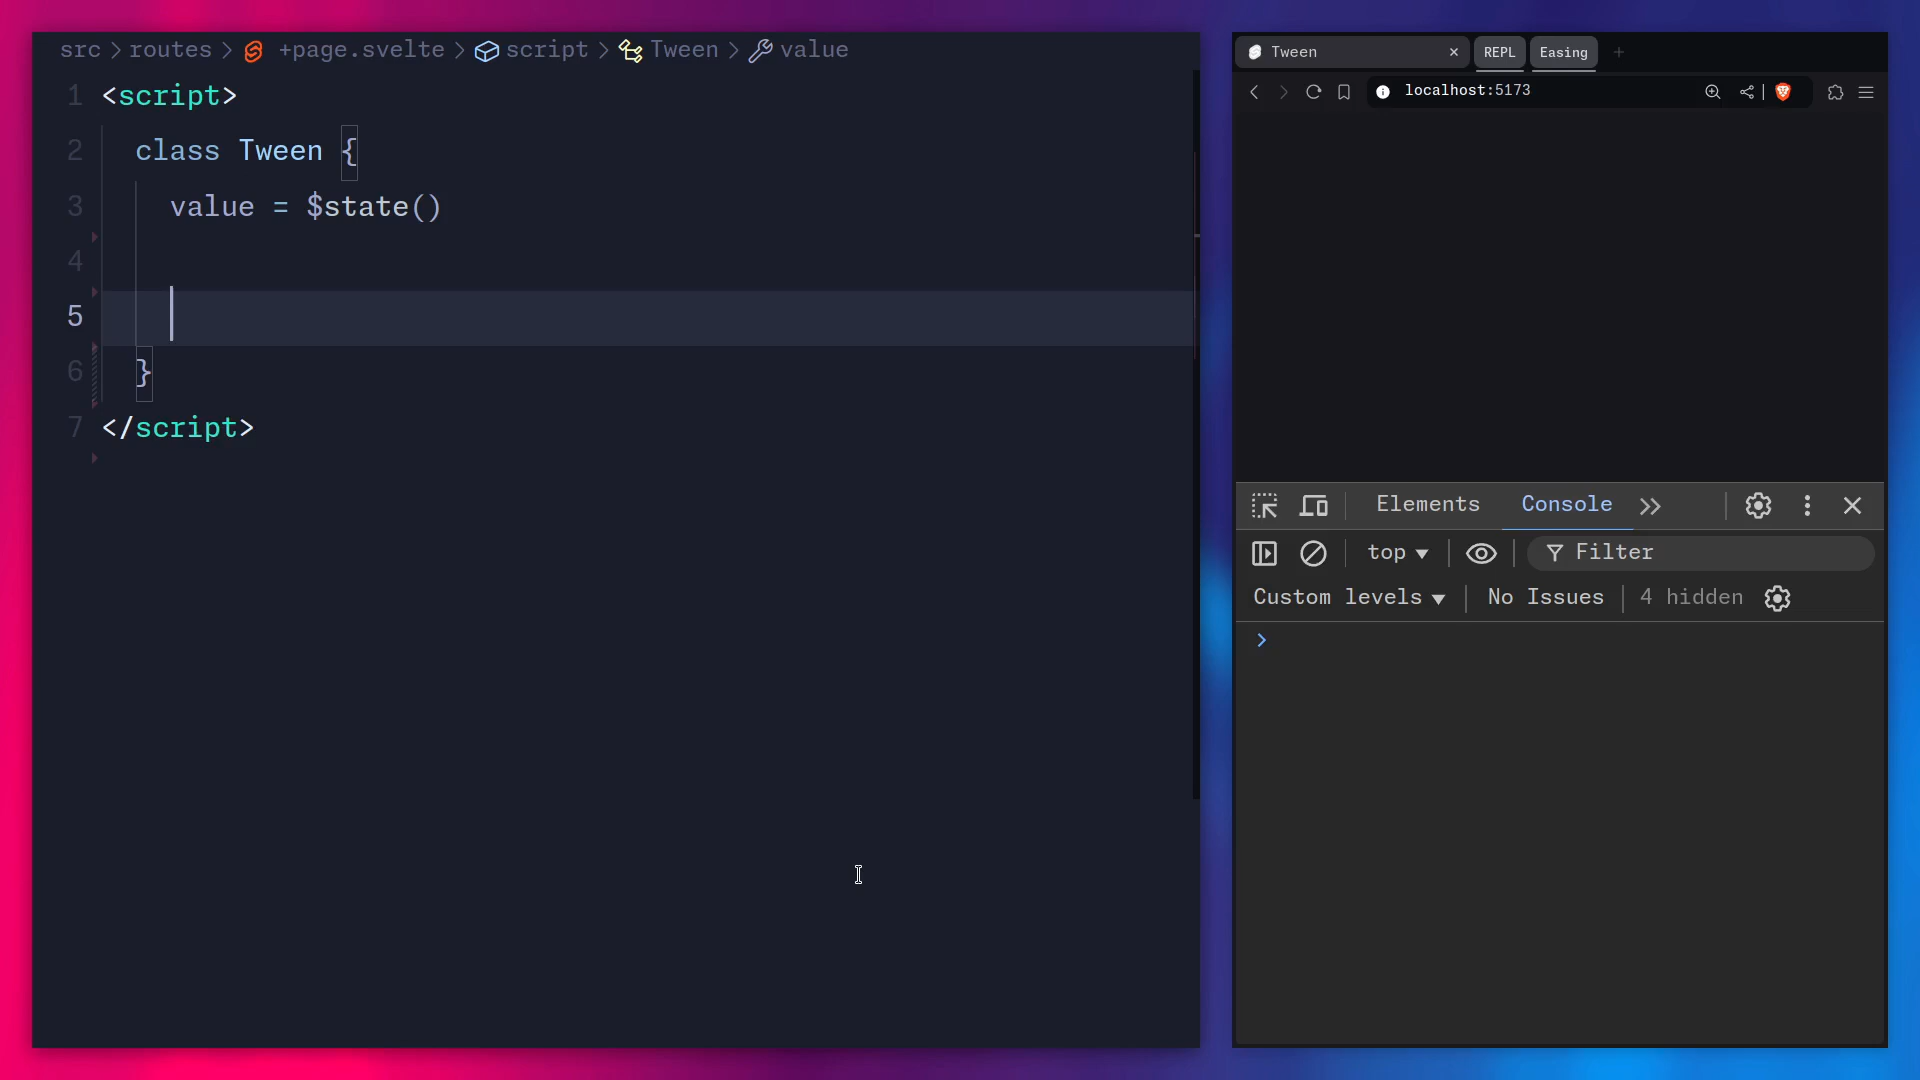 src > routes > +page.svelte > script > Tween > value
1 <script>
2 class Tween {
3 value = $state()
4
5
6 }
7 </script>
Tween × REPL Easing +
localhost:5173
Elements Console
top Filter
Custom levels No Issues 4 hidden
>